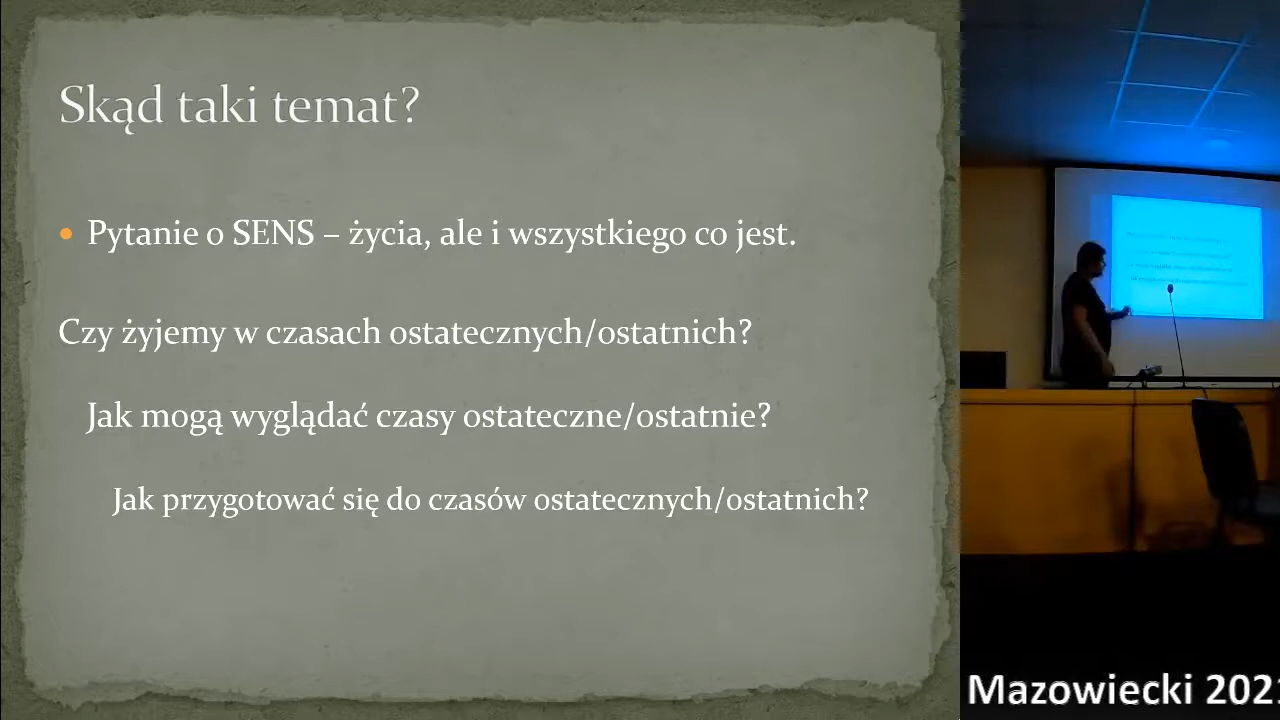 Skąd taki temat?
Pytanie o SENS – życia, ale i wszystkiego co jest.
Czy żyjemy w czasach ostatecznych/ostatnich?
Jak mogą wyglądać czasy ostateczne/ostatnie?
Jak przygotować się do czasów ostatecznych/ostatnich?
Mazowiecki 202